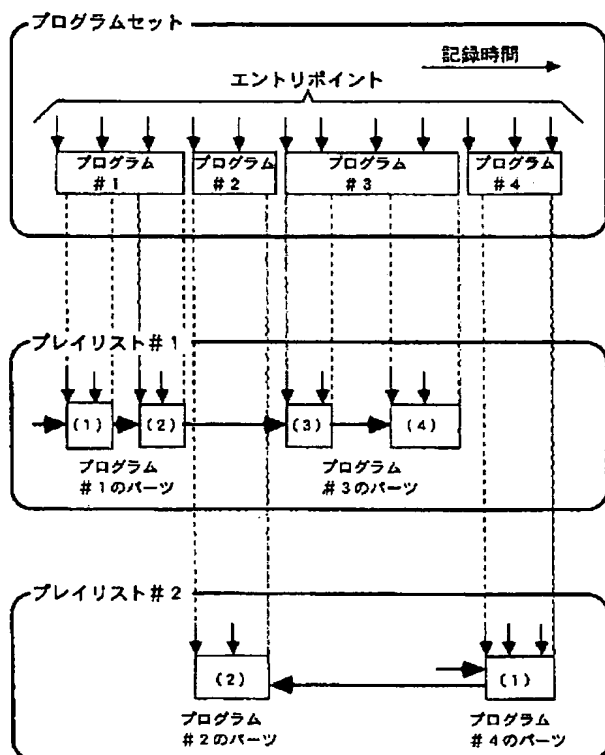 プログラムセット
記録時間
エントリポイント
プログラム
#1
プログラム
#2
プログラム
#3
プログラム
#4
プレイリスト#1
(1)
(2)
(3)
(4)
プログラム
#1のパーツ
プログラム
#3のパーツ
プレイリスト#2
(2)
(1)
プログラム
#2のパーツ
プログラム
#4のパーツ